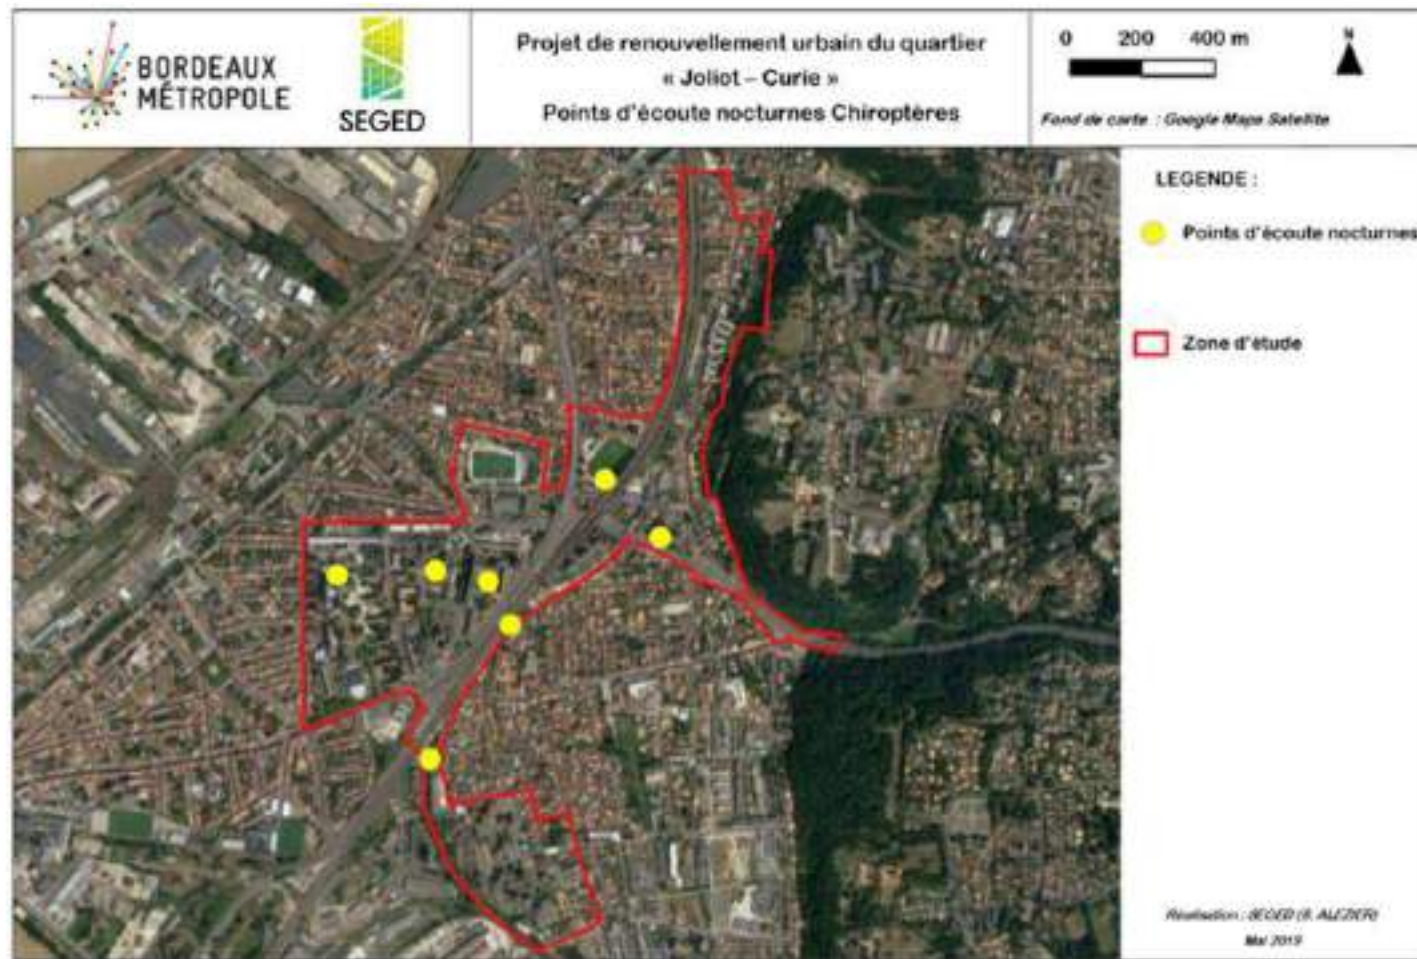 BORDEAUX
MÉTROPOLE
SEGED
Projet de renouvellement urbain du quartier
« Joliot – Curie »
Points d'écoute nocturnes Chiroptères
0 200 400 m
N
Fond de carte : Google Maps Satellite
LEGENDE :
Points d'écoute nocturnes
Zone d'étude
Réalisation : SEGED (S. ALEZIER)
Mai 2019